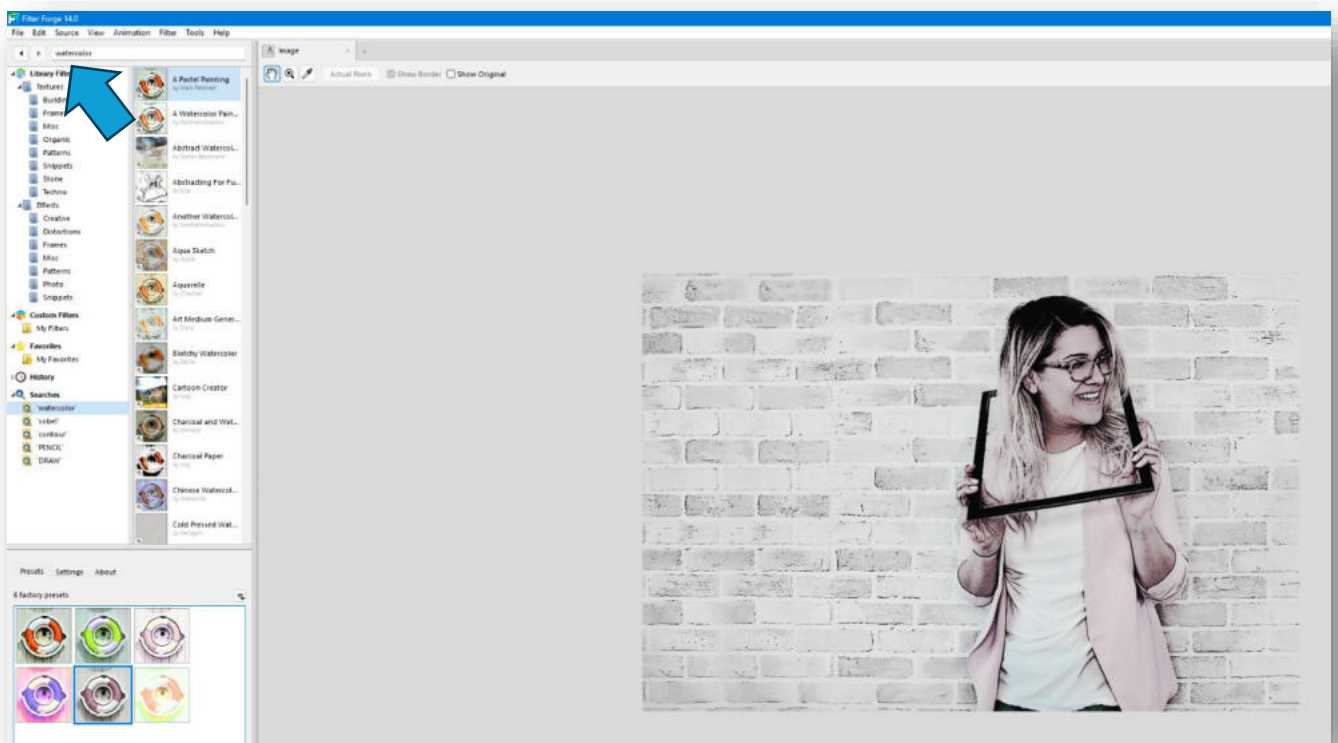 Filter Forge 14.0
File Edit Source View Animation Filter Tools Help
watercolor
Image
Library Filte
Textures
Buildin
Frame
Misc
Organic
Patterns
Snippets
Stone
Techno
Effects
Creative
Distortions
Frames
Misc
Patterns
Photo
Snippets
Custom Filters
My Filters
Favorites
My Favorites
History
Searches
'watercolor'
'sobel'
'contour'
'PENCIL'
'DRAW'
A Pastel Painting
A Watercolor Pain...
Abstract Watercol...
Abstracting For Fu...
Another Watercol...
Aqua Sketch
Aquarelle
Art Medium Gener...
Blotchy Watercolor
Cartoon Creator
Charcoal and Wat...
Charcoal Paper
Chinese Watercol...
Cold Pressed Wat...
Actual Pixels Show Border Show Original
Presets Settings About
6 factory presets